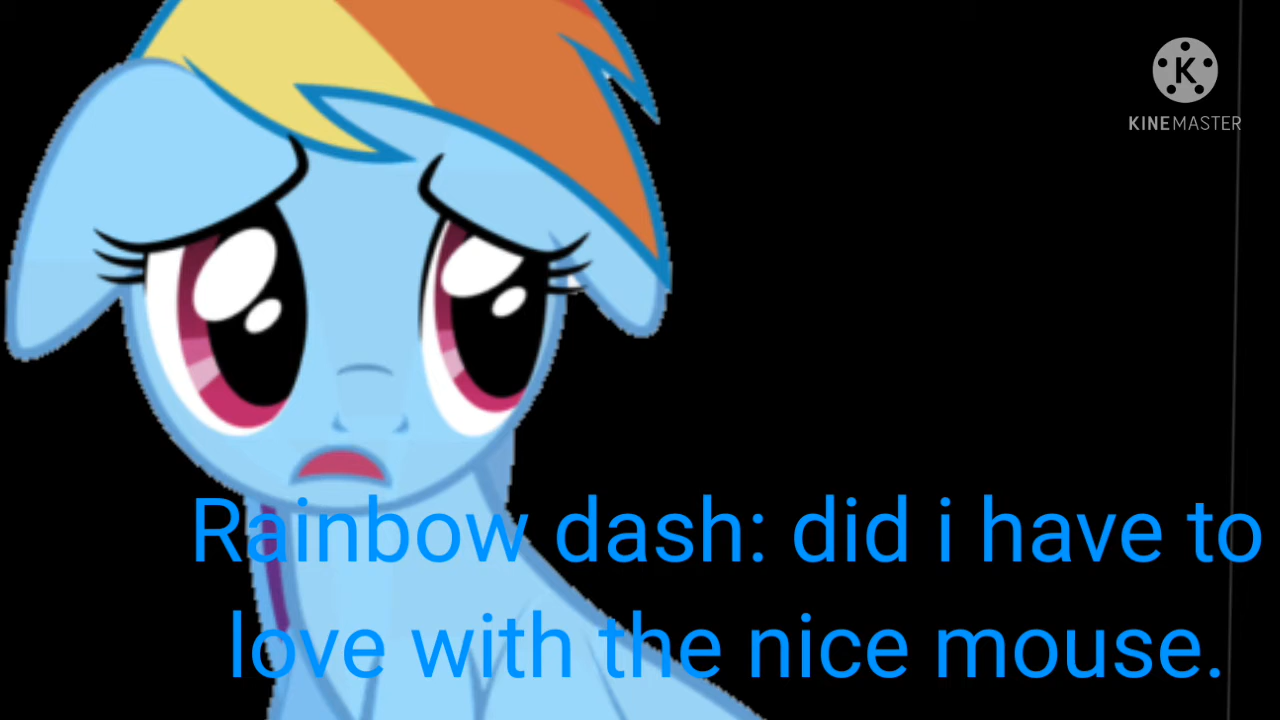 K
KINEMASTER
Rainbow dash: did i have to
love with the nice mouse.